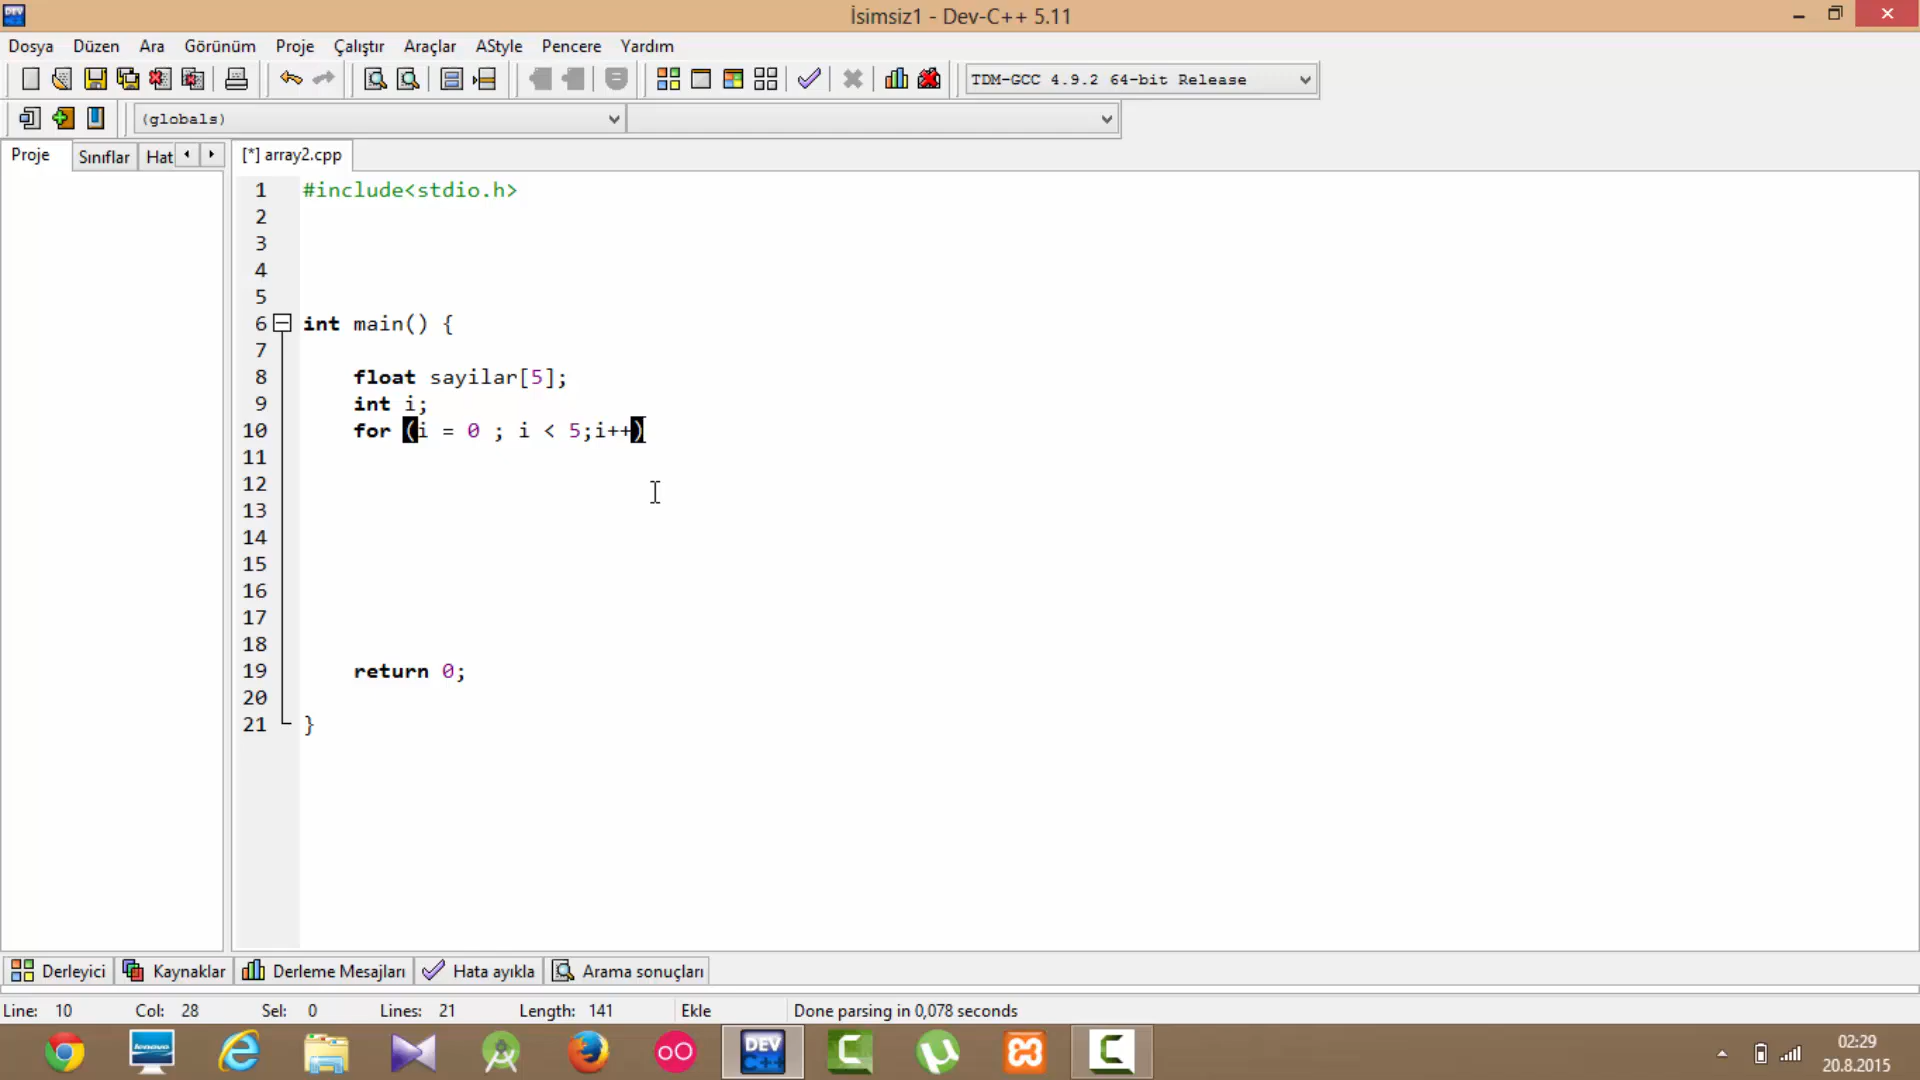 İsimsiz1 - Dev-C++ 5.11
Dosya Düzen Ara Görünüm Proje Çalıştır Araçlar AStyle Pencere Yardım
TDM-GCC 4.9.2 64-bit Release
(globals)
Proje Sınıflar Hat [*] array2.cpp
1 #include<stdio.h>
2
3
4
5
6 int main() {
7
8 float sayilar[5];
9 int i;
10 for (i = 0 ; i < 5;i++)
11
12
13
14
15
16
17
18
19 return 0;
20
21 }
Derleyici Kaynaklar Derleme Mesajları Hata ayıkla Arama sonuçları
Line: 10 Col: 28 Sel: 0 Lines: 21 Length: 141 Ekle Done parsing in 0,078 seconds
lenovo
DEV C++
02:29
20.8.2015